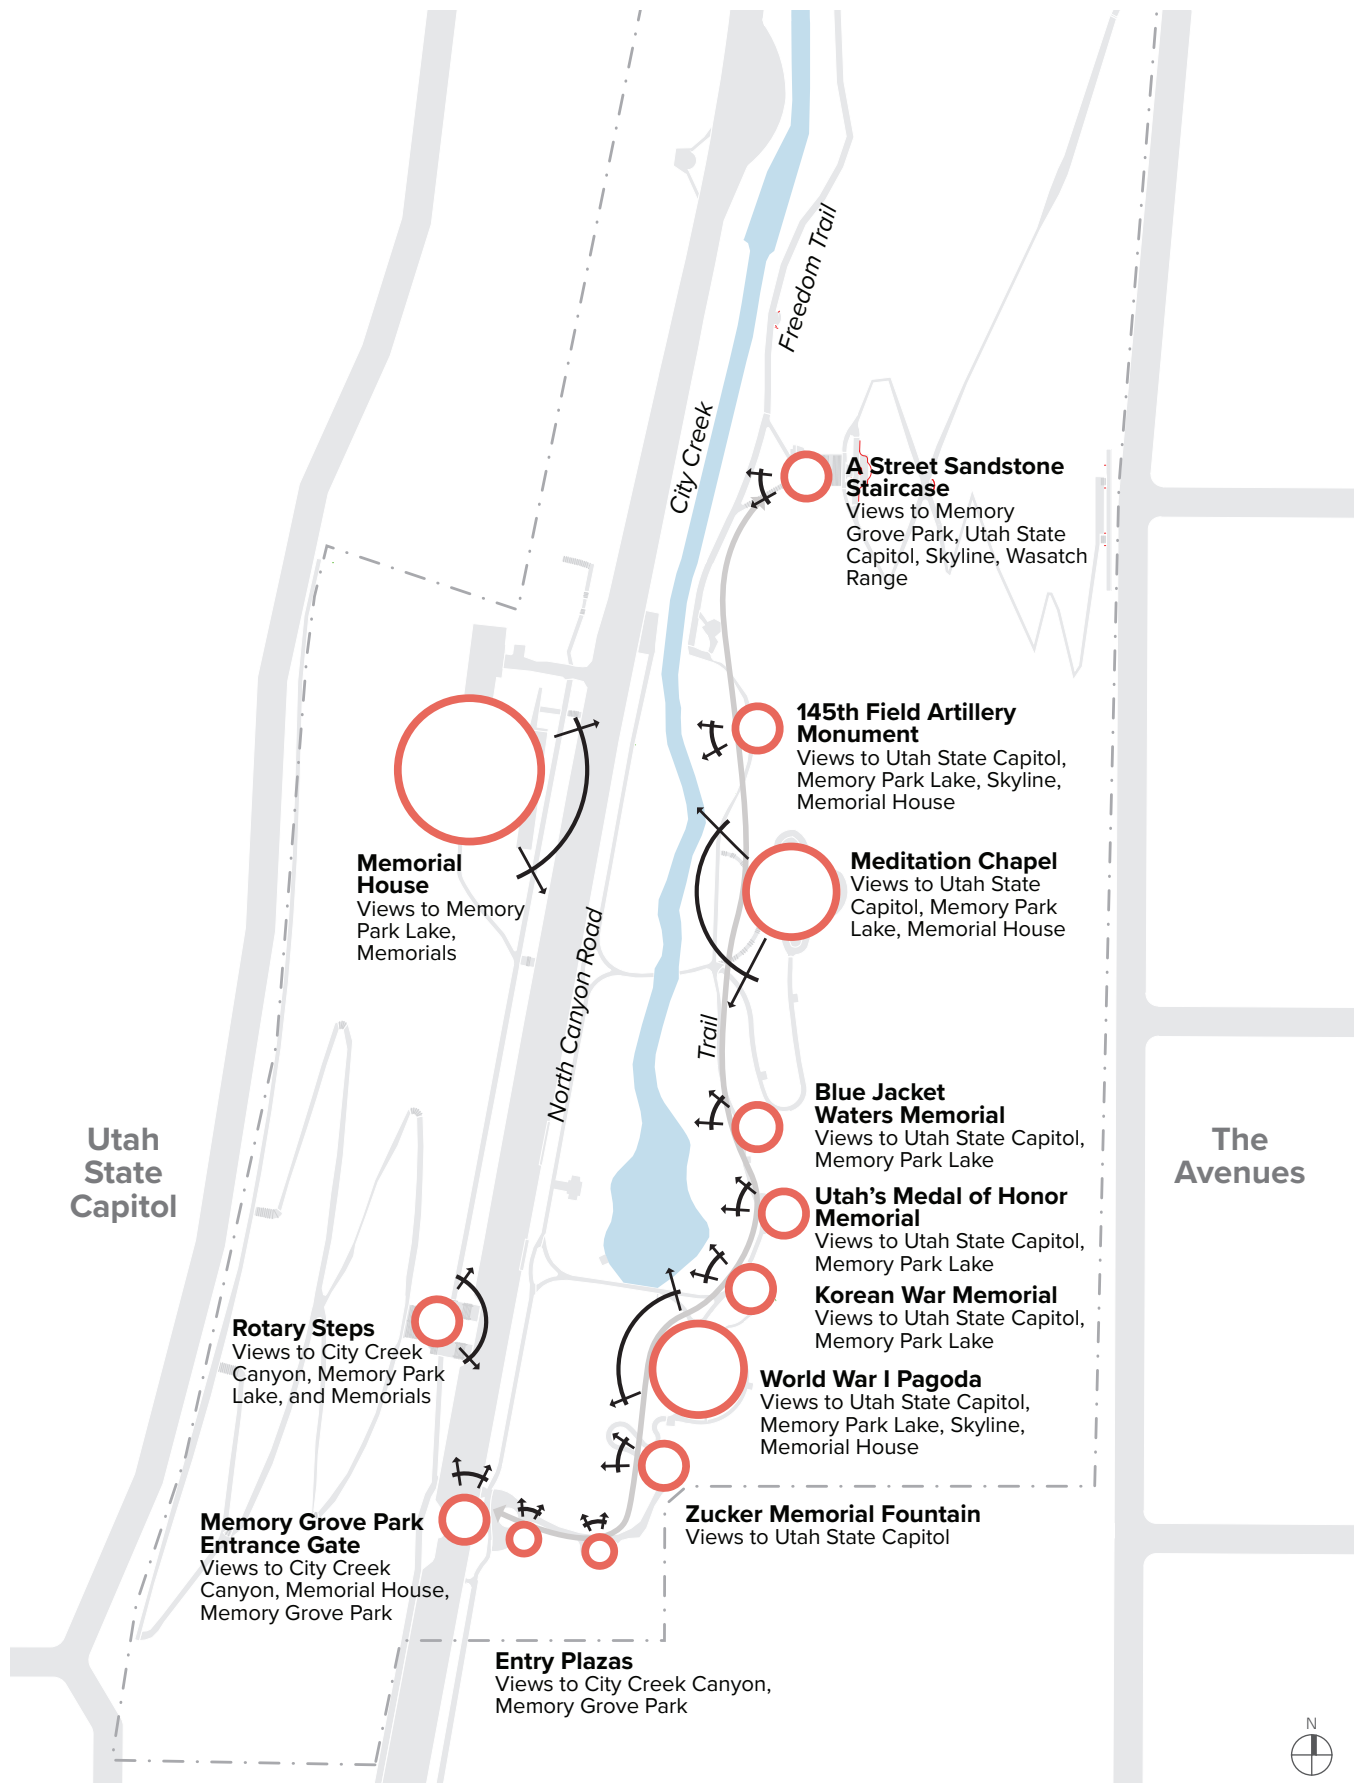 Freedom Trail
City Creek
A Street Sandstone
Staircase
Views to Memory
Grove Park, Utah State
Capitol, Skyline, Wasatch
Range
145th Field Artillery
Monument
Views to Utah State Capitol,
Memory Park Lake, Skyline,
Memorial House
Memorial
House
Views to Memory
Park Lake,
Memorials
Meditation Chapel
Views to Utah State
Capitol, Memory Park
Lake, Memorial House
North Canyon Road
Trail
Blue Jacket
Waters Memorial
Views to Utah State Capitol,
Memory Park Lake
Utah
State
Capitol
The
Avenues
Utah's Medal of Honor
Memorial
Views to Utah State Capitol,
Memory Park Lake
Korean War Memorial
Views to Utah State Capitol,
Memory Park Lake
Rotary Steps
Views to City Creek
Canyon, Memory Park
Lake, and Memorials
World War I Pagoda
Views to Utah State Capitol,
Memory Park Lake, Skyline,
Memorial House
Zucker Memorial Fountain
Views to Utah State Capitol
Memory Grove Park
Entrance Gate
Views to City Creek
Canyon, Memorial House,
Memory Grove Park
Entry Plazas
Views to City Creek Canyon,
Memory Grove Park
N